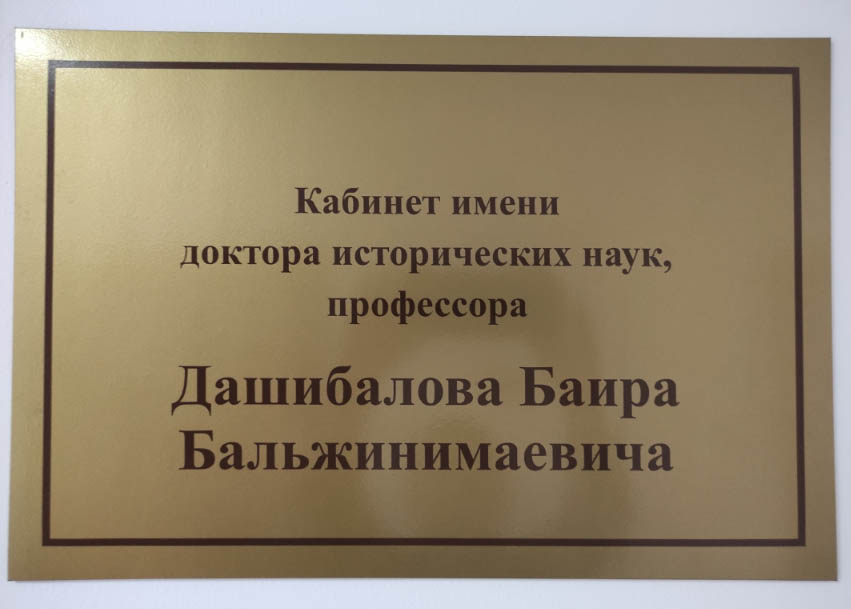 Кабинет имени
доктора исторических наук,
профессора
Дашибалова Баира
Бальжинимаевича